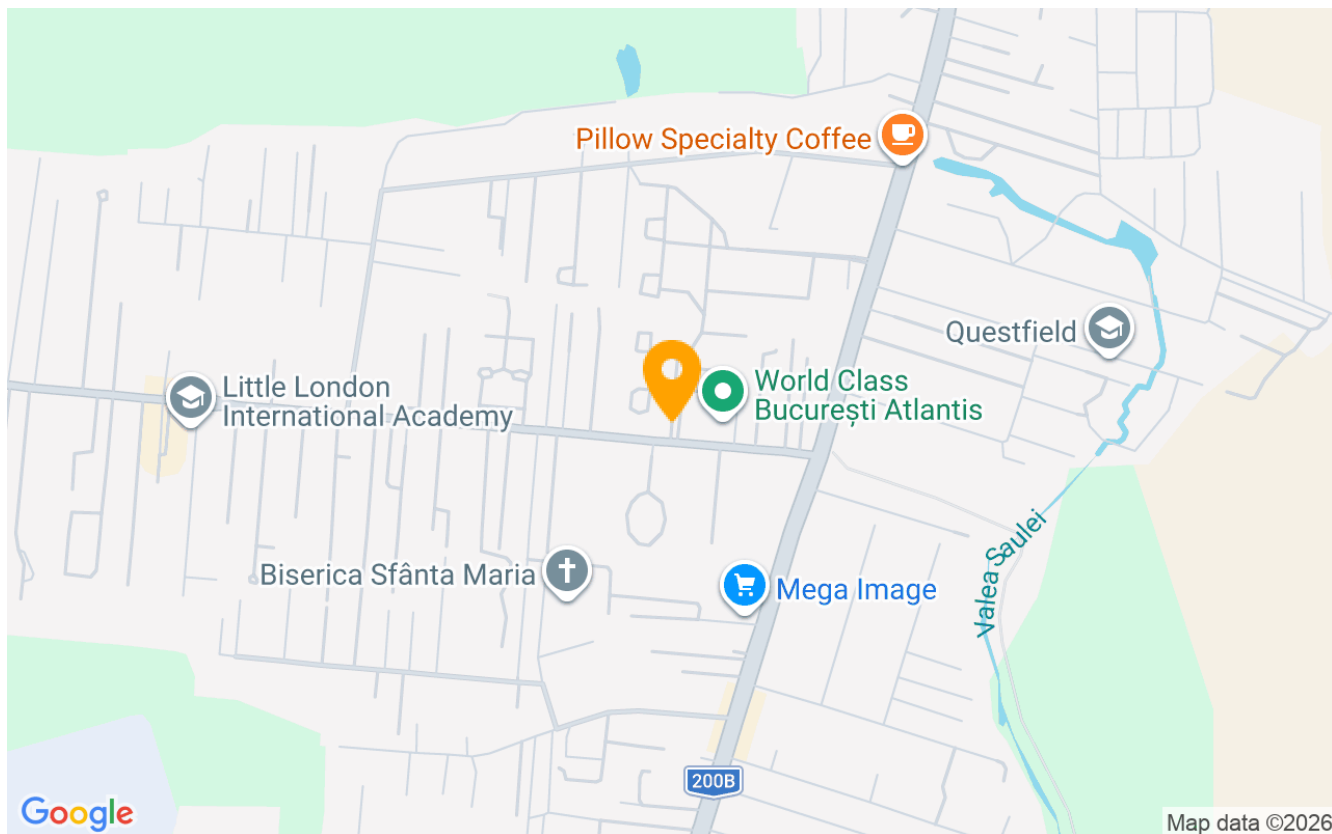 Pillow Specialty Coffee
Questfield
World Class
București Atlantis
Little London
International Academy
Valea Saulei
Biserica Sfânta Maria
Mega Image
200B
Google
Map data ©2026